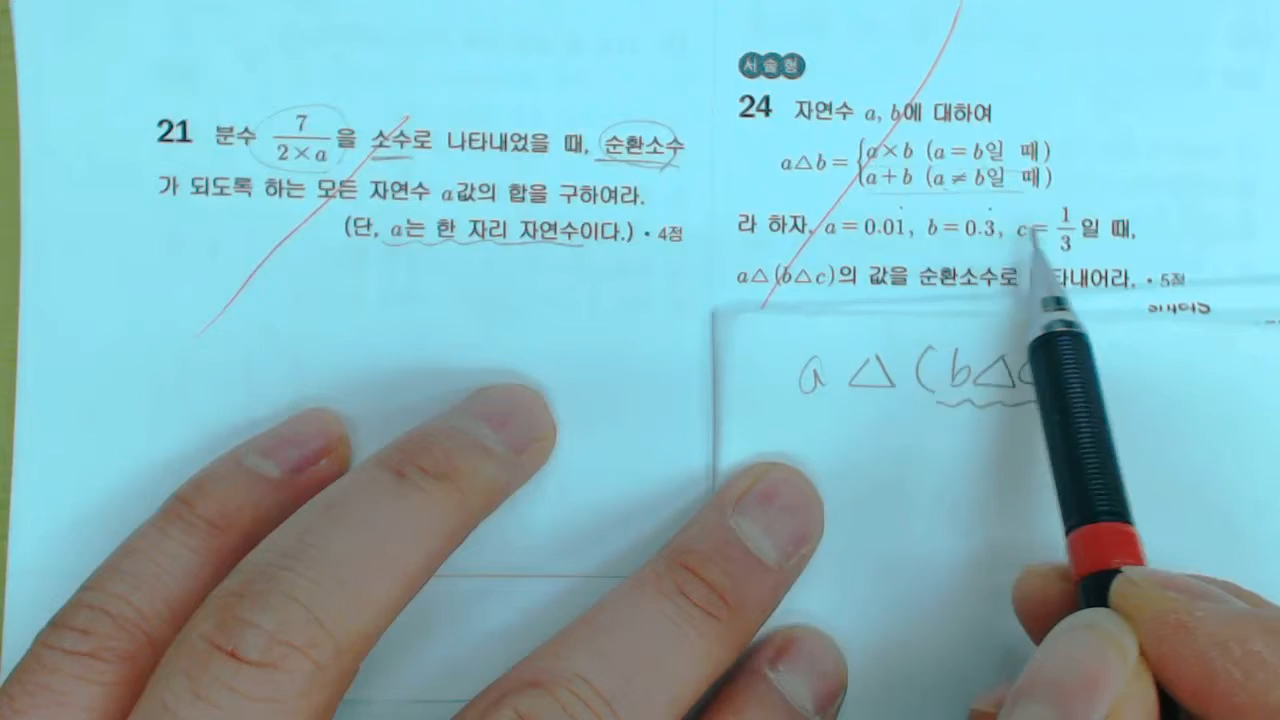 21 분수 7/(2×a)을 소수로 나타내었을 때, 순환소수
가 되도록 하는 모든 자연수 a값의 합을 구하여라.
(단, a는 한 자리 자연수이다.) • 4점
서술형
24 자연수 a, b에 대하여
a△b = { a×b (a=b일 때)
a+b (a≠b일 때)
라 하자. a=0.01̇, b=0.3̇, c=1/3일 때,
a△(b△c)의 값을 순환소수로 타내어라. • 5점
a △ (b△c